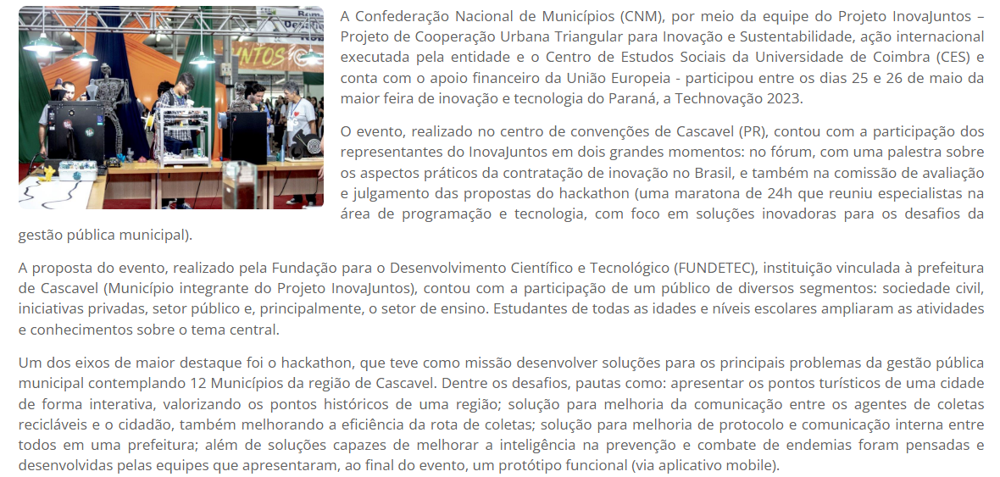 UNTOS
A Confederação Nacional de Municípios (CNM), por meio da equipe do Projeto InovaJuntos –
Projeto de Cooperação Urbana Triangular para Inovação e Sustentabilidade, ação internacional
executada pela entidade e o Centro de Estudos Sociais da Universidade de Coimbra (CES) e
conta com o apoio financeiro da União Europeia - participou entre os dias 25 e 26 de maio da
maior feira de inovação e tecnologia do Paraná, a Technovação 2023.
O evento, realizado no centro de convenções de Cascavel (PR), contou com a participação dos
representantes do InovaJuntos em dois grandes momentos: no fórum, com uma palestra sobre
os aspectos práticos da contratação de inovação no Brasil, e também na comissão de avaliação
e julgamento das propostas do hackathon (uma maratona de 24h que reuniu especialistas na
área de programação e tecnologia, com foco em soluções inovadoras para os desafios da
gestão pública municipal).
A proposta do evento, realizado pela Fundação para o Desenvolvimento Científico e Tecnológico (FUNDETEC), instituição vinculada à prefeitura
de Cascavel (Município integrante do Projeto InovaJuntos), contou com a participação de um público de diversos segmentos: sociedade civil,
iniciativas privadas, setor público e, principalmente, o setor de ensino. Estudantes de todas as idades e níveis escolares ampliaram as atividades
e conhecimentos sobre o tema central.
Um dos eixos de maior destaque foi o hackathon, que teve como missão desenvolver soluções para os principais problemas da gestão pública
municipal contemplando 12 Municípios da região de Cascavel. Dentre os desafios, pautas como: apresentar os pontos turísticos de uma cidade
de forma interativa, valorizando os pontos históricos de uma região; solução para melhoria da comunicação entre os agentes de coletas
recicláveis e o cidadão, também melhorando a eficiência da rota de coletas; solução para melhoria de protocolo e comunicação interna entre
todos em uma prefeitura; além de soluções capazes de melhorar a inteligência na prevenção e combate de endemias foram pensadas e
desenvolvidas pelas equipes que apresentaram, ao final do evento, um protótipo funcional (via aplicativo mobile).